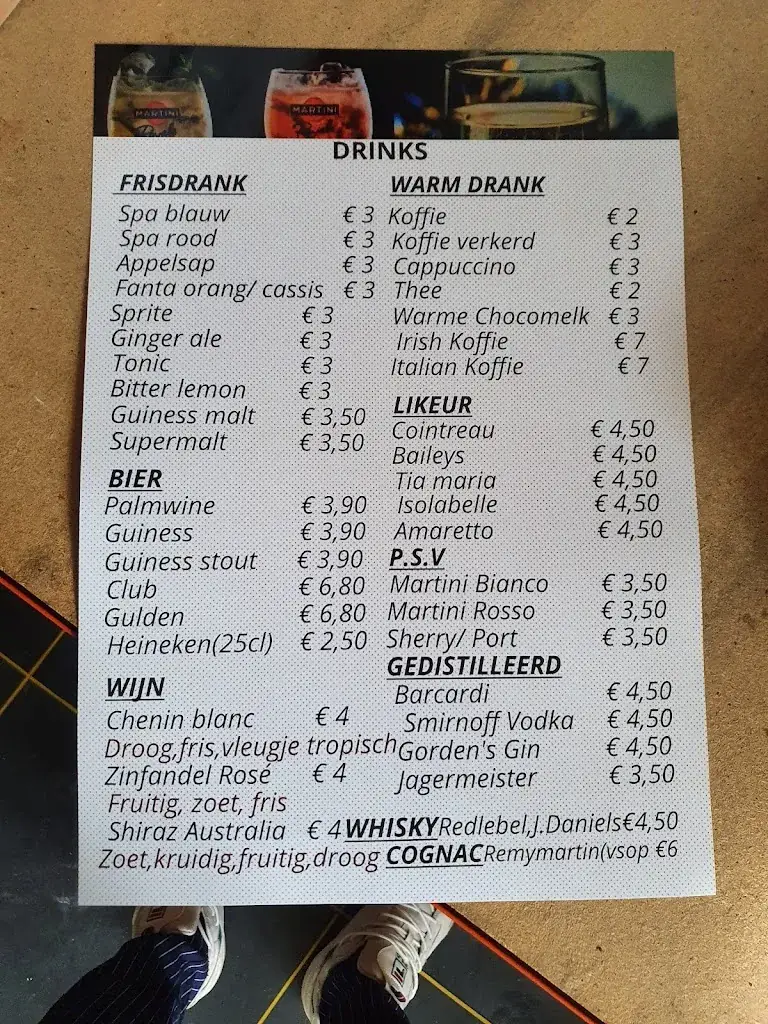 MARTINI
MARTINI
DRINKS
FRISDRANK
Spa blauw € 3
Spa rood € 3
Appelsap € 3
Fanta orang/ cassis € 3
Sprite € 3
Ginger ale € 3
Tonic € 3
Bitter lemon € 3
Guiness malt € 3,50
Supermalt € 3,50
BIER
Palmwine € 3,90
Guiness € 3,90
Guiness stout € 3,90
Club € 6,80
Gulden € 6,80
Heineken(25cl) € 2,50
WIJN
Chenin blanc € 4
Droog,fris,vleugje tropisch
Zinfandel Rosé € 4
Fruitig, zoet, fris
Shiraz Australia € 4
Zoet,kruidig,fruitig,droog
WARM DRANK
Koffie € 2
Koffie verkerd € 3
Cappuccino € 3
Thee € 2
Warme Chocomelk € 3
Irish Koffie € 7
Italian Koffie € 7
LIKEUR
Cointreau € 4,50
Baileys € 4,50
Tia maria € 4,50
Isolabelle € 4,50
Amaretto € 4,50
P.S.V
Martini Bianco € 3,50
Martini Rosso € 3,50
Sherry/ Port € 3,50
GEDISTILLEERD
Barcardi € 4,50
Smirnoff Vodka € 4,50
Gorden's Gin € 4,50
Jagermeister € 3,50
WHISKYRedlebel,J.Daniels€4,50
COGNACRemymartin(vsop €6